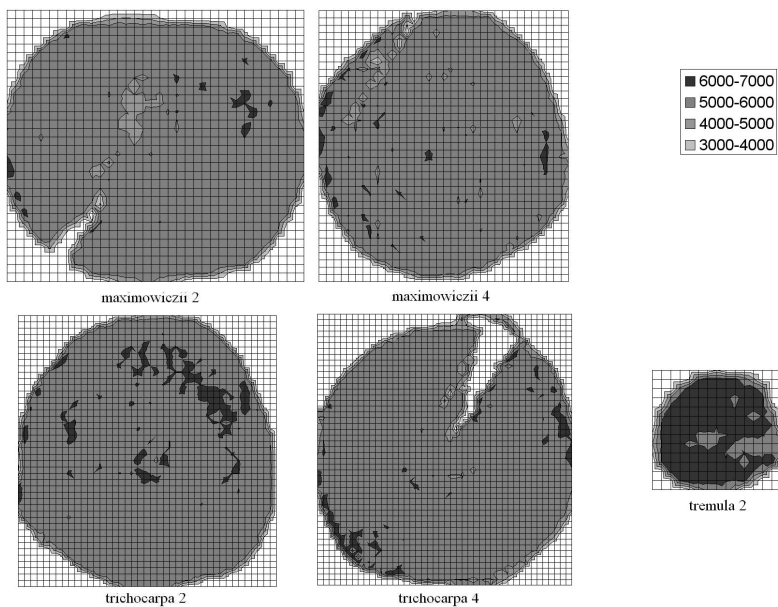 6000-7000
5000-6000
4000-5000
3000-4000
maximowiczii 2
maximowiczii 4
trichocarpa 2
trichocarpa 4
tremula 2